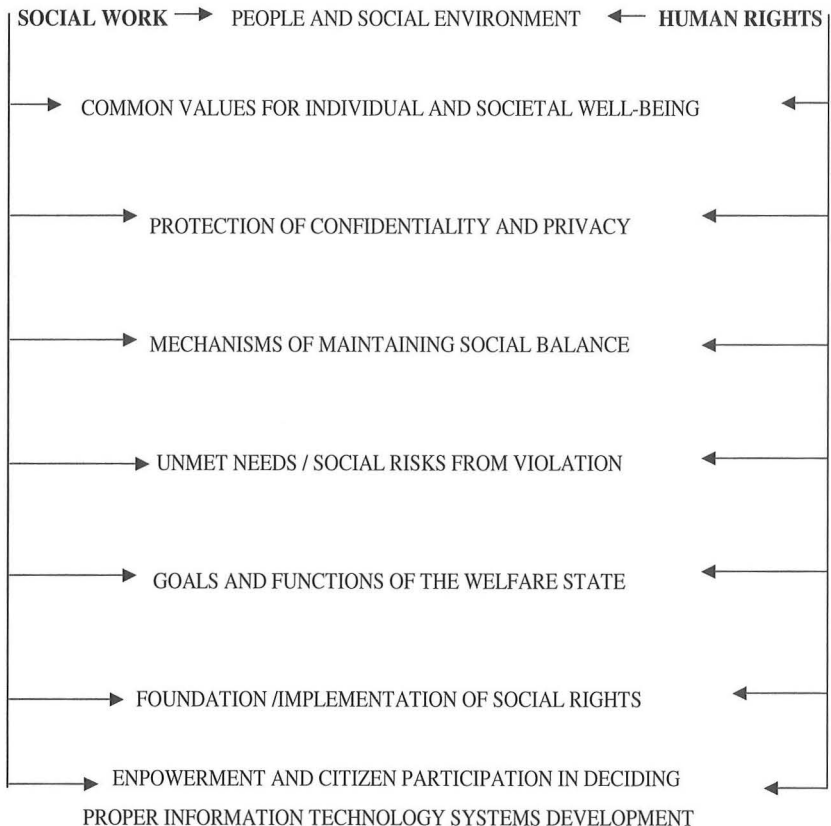 SOCIAL WORK PEOPLE AND SOCIAL ENVIRONMENT HUMAN RIGHTS
COMMON VALUES FOR INDIVIDUAL AND SOCIETAL WELL-BEING
PROTECTION OF CONFIDENTIALITY AND PRIVACY
MECHANISMS OF MAINTAINING SOCIAL BALANCE
UNMET NEEDS / SOCIAL RISKS FROM VIOLATION
GOALS AND FUNCTIONS OF THE WELFARE STATE
FOUNDATION /IMPLEMENTATION OF SOCIAL RIGHTS
ENPOWERMENT AND CITIZEN PARTICIPATION IN DECIDING
PROPER INFORMATION TECHNOLOGY SYSTEMS DEVELOPMENT